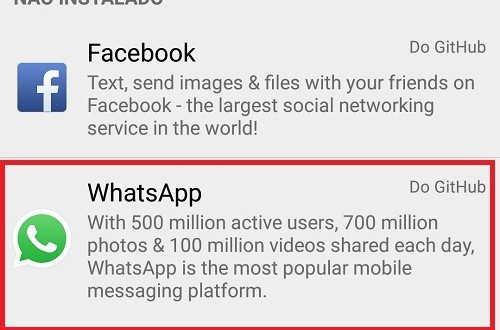 NÃO INSTALADO
Facebook
Do GitHub
Text, send images & files with your friends on
Facebook - the largest social networking
service in the world!
WhatsApp
Do GitHub
With 500 million active users, 700 million
photos & 100 million videos shared each day,
WhatsApp is the most popular mobile
messaging platform.